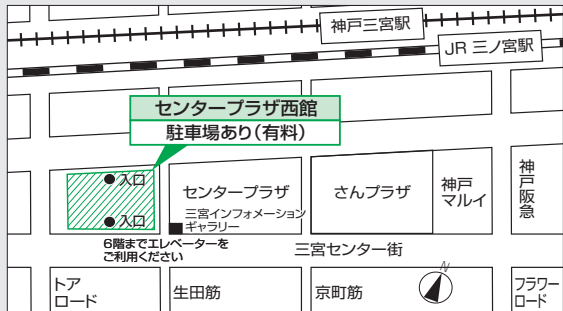 神戸三宮駅
JR 三ノ宮駅
センタープラザ西館
駐車場あり(有料)
入口
入口
6階までエレベーターを
ご利用ください
センタープラザ
三宮インフォメーション
ギャラリー
さんプラザ
神戸
マルイ
神戸阪急
三宮センター街
トア
ロード
生田筋
京町筋
N
フラワー
ロード